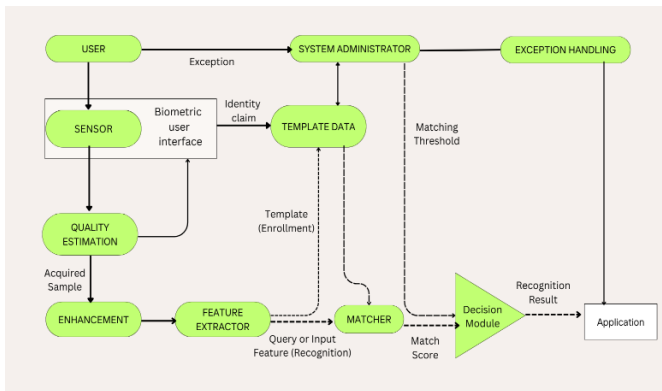 USER
SYSTEM ADMINISTRATOR
EXCEPTION HANDLING
Exception
SENSOR
Biometric
user
interface
Identity
claim
TEMPLATE DATA
Matching
Threshold
QUALITY
ESTIMATION
Template
(Enrollment)
Acquired
Sample
ENHANCEMENT
FEATURE
EXTRACTOR
Query or Input
Feature (Recognition)
MATCHER
Match
Score
Decision
Module
Recognition
Result
Application